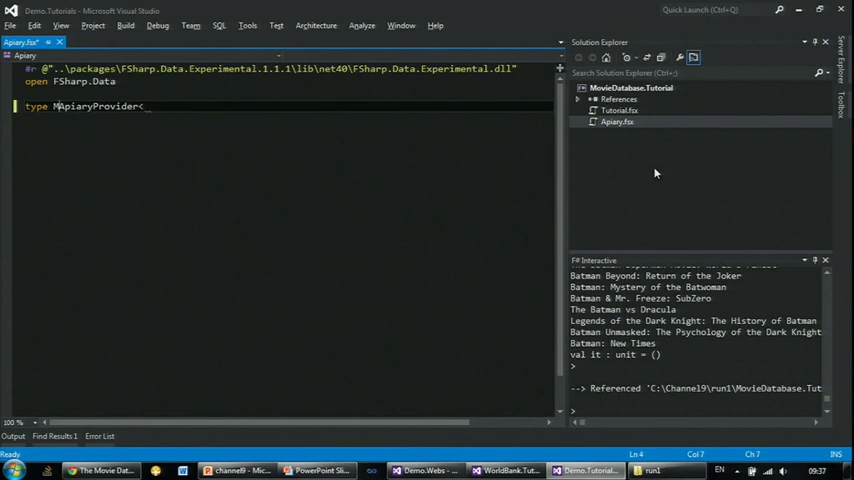 Demo.Tutorials - Microsoft Visual Studio
Quick Launch (Ctrl+Q)
File Edit View Project Build Debug Team SQL Tools Test Architecture Analyze Window Help
Apiary.fsx*
Apiary
#r @"..\packages\FSharp.Data.Experimental.1.1.1\lib\net40\FSharp.Data.Experimental.dll"
open FSharp.Data
type MApiaryProvider<
100 %
Solution Explorer
Search Solution Explorer (Ctrl+;)
MovieDatabase.Tutorial
References
Tutorial.fsx
Apiary.fsx
Server Explorer
Toolbox
F# Interactive
Batman Beyond: Return of the Joker
Batman: Mystery of the Batwoman
Batman & Mr. Freeze: SubZero
The Batman vs Dracula
Legends of the Dark Knight: The History of Batman
Batman Unmasked: The Psychology of the Dark Knight
Batman: New Times
val it : unit = ()
>
--> Referenced 'C:\Channel9\run1\MovieDatabase.Tut
>
Output Find Results 1 Error List
Ready Ln 4 Col 7 Ch 7 INS
The Movie Dat... channel9 - Mic... PowerPoint Sli... Demo.Webs - ... WorldBank.Tut... Demo.Tutorial... run1 EN 09:37